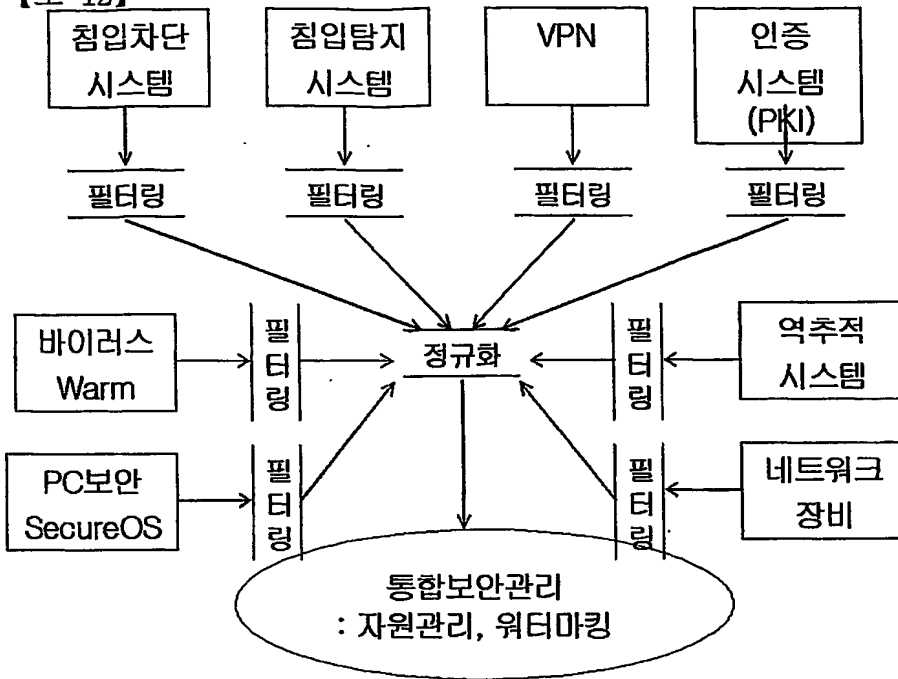 【도 12】
침입차단
시스템
침입탐지
시스템
VPN
인증
시스템
(PKI)
필터링
필터링
필터링
필터링
바이러스
Warm
필터링
정규화
필터링
역추적
시스템
PC보안
SecureOS
필터링
필터링
네트워크
장비
통합보안관리
: 자원관리, 워터마킹